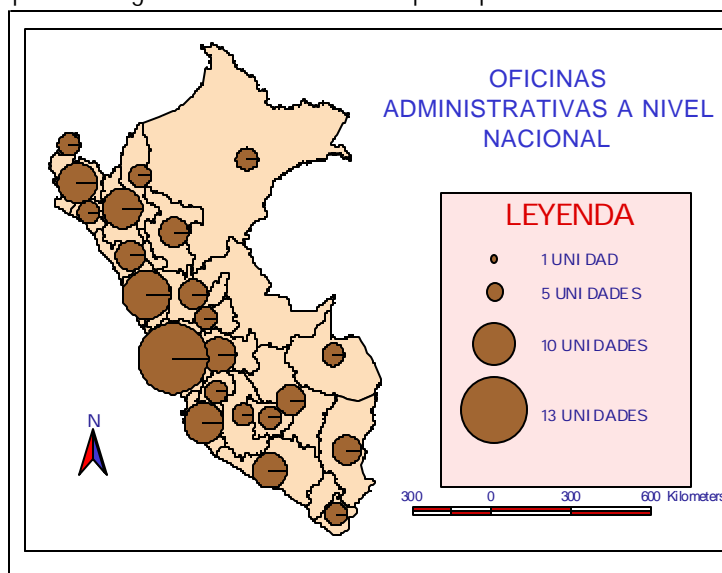 OFICINAS
ADMINISTRATIVAS A NIVEL
NACIONAL
LEYENDA
1 UNIDAD
5 UNIDADES
10 UNIDADES
13 UNIDADES
N
300 0 300 600 Kilometers